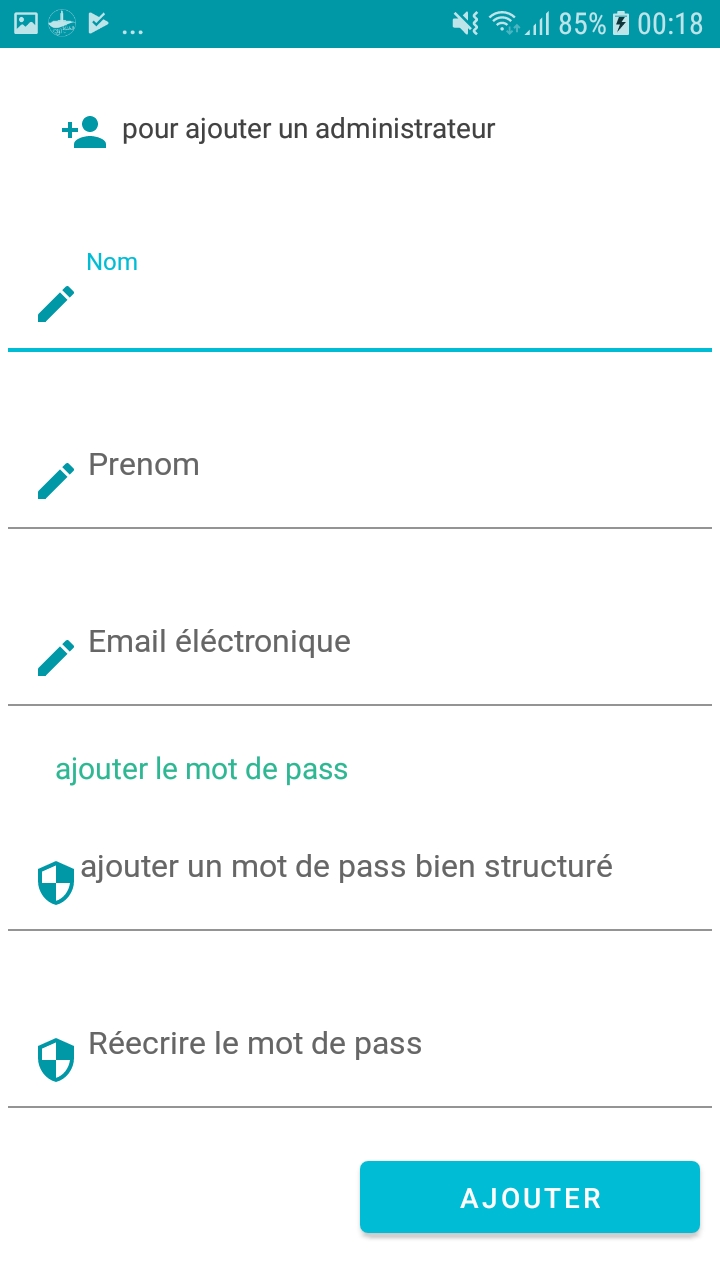 ... 85% 00:18
pour ajouter un administrateur
Nom
Prenom
Email éléctronique
ajouter le mot de pass
ajouter un mot de pass bien structuré
Réecrire le mot de pass
AJOUTER